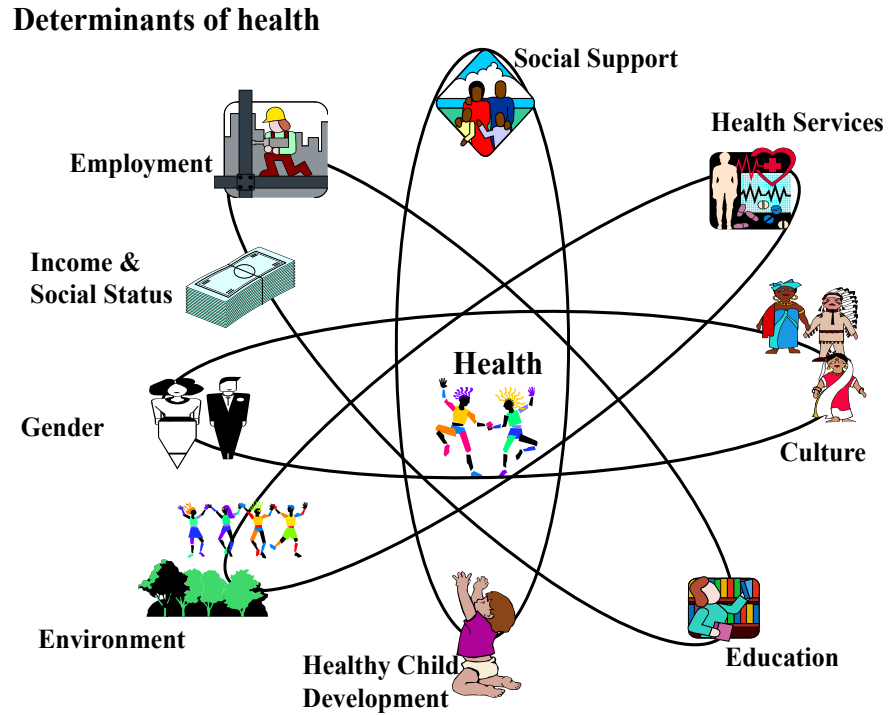 Determinants of health
Social Support
Health Services
Employment
Income &
Social Status
Health
Gender
Culture
Environment
Healthy Child
Development
Education